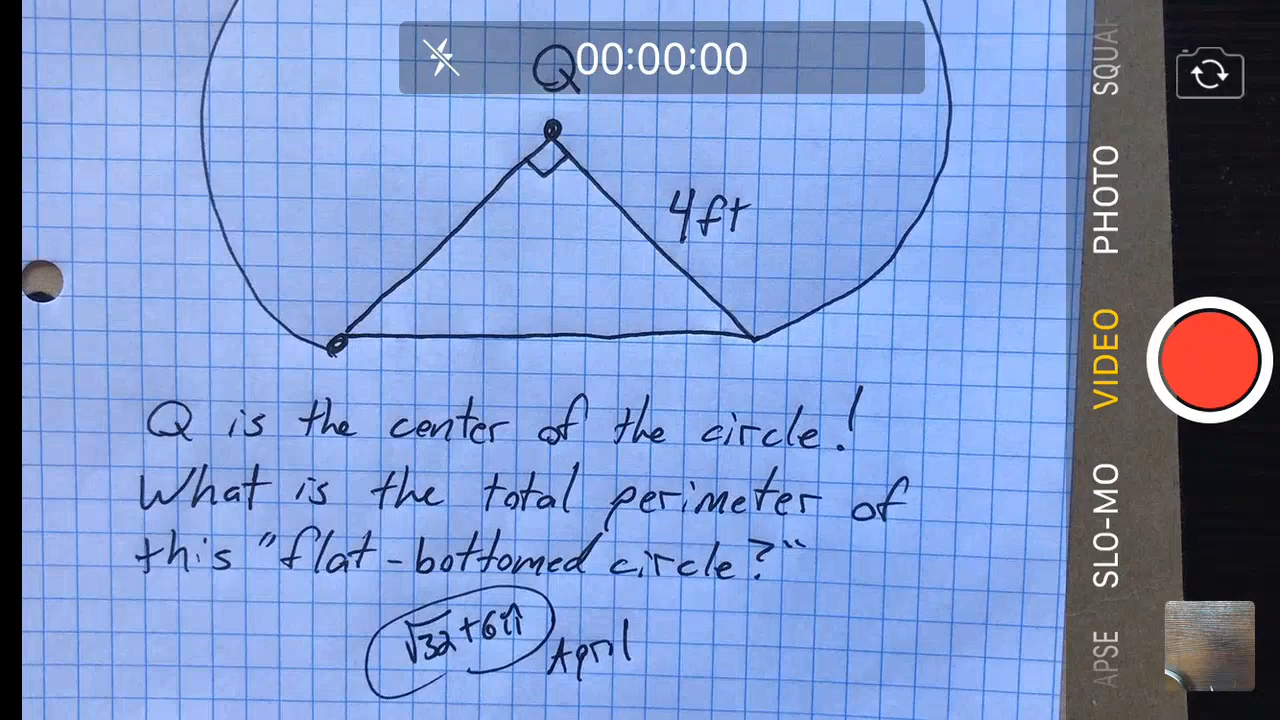 00:00:00
Q
4ft
Q is the center of the circle!
What is the total perimeter of
this "flat-bottomed circle?"
√32 + 6π
April
SQUAR
PHOTO
VIDEO
SLO-MO
APSE